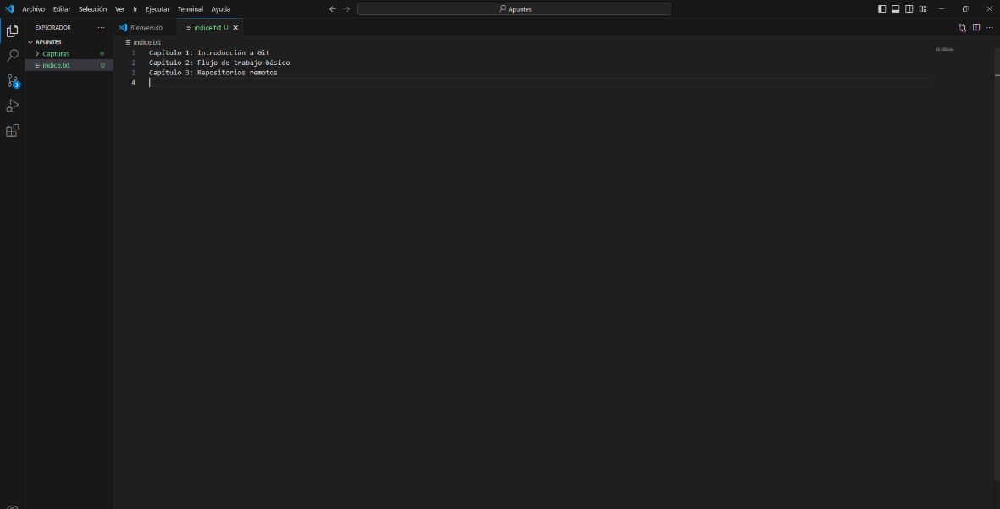 Archivo Editar Selección Ver Ir Ejecutar Terminal Ayuda
Apuntes
EXPLORADOR
APUNTES
Capturas
indice.txt U
3
Bienvenido
indice.txt U
indice.txt
1 Capítulo 1: Introducción a Git
2 Capítulo 2: Flujo de trabajo básico
3 Capítulo 3: Repositorios remotos
4